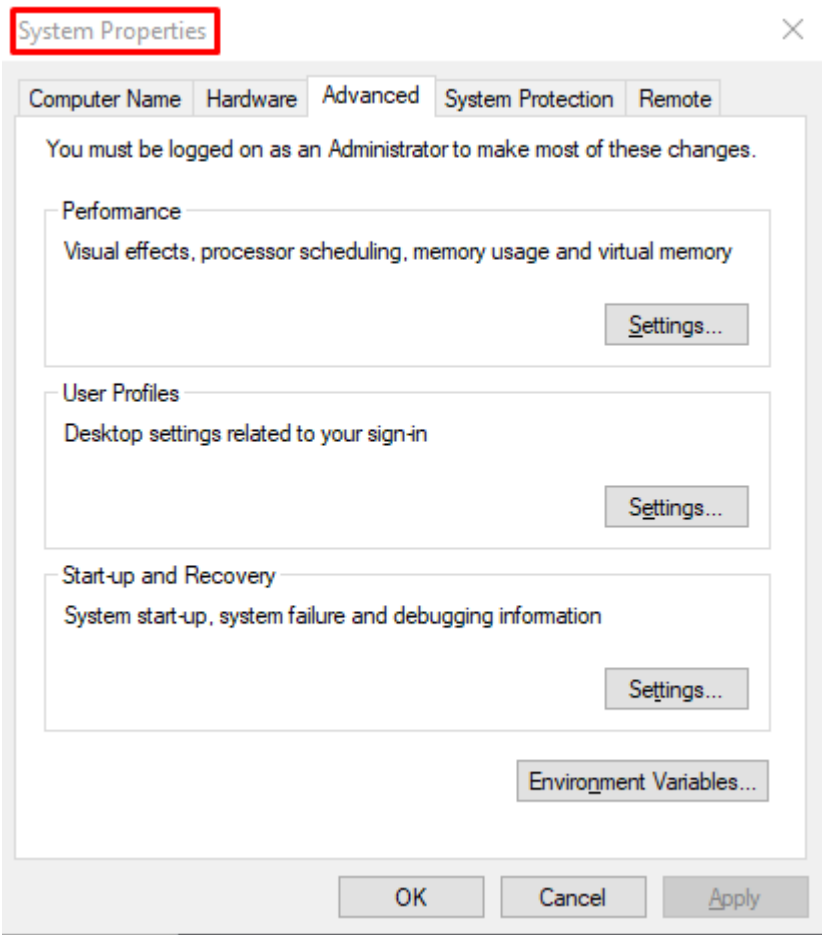 System Properties
Computer Name Hardware Advanced System Protection Remote
You must be logged on as an Administrator to make most of these changes.
Performance
Visual effects, processor scheduling, memory usage and virtual memory
Settings...
User Profiles
Desktop settings related to your sign-in
Settings...
Start-up and Recovery
System start-up, system failure and debugging information
Settings...
Environment Variables...
OK Cancel Apply